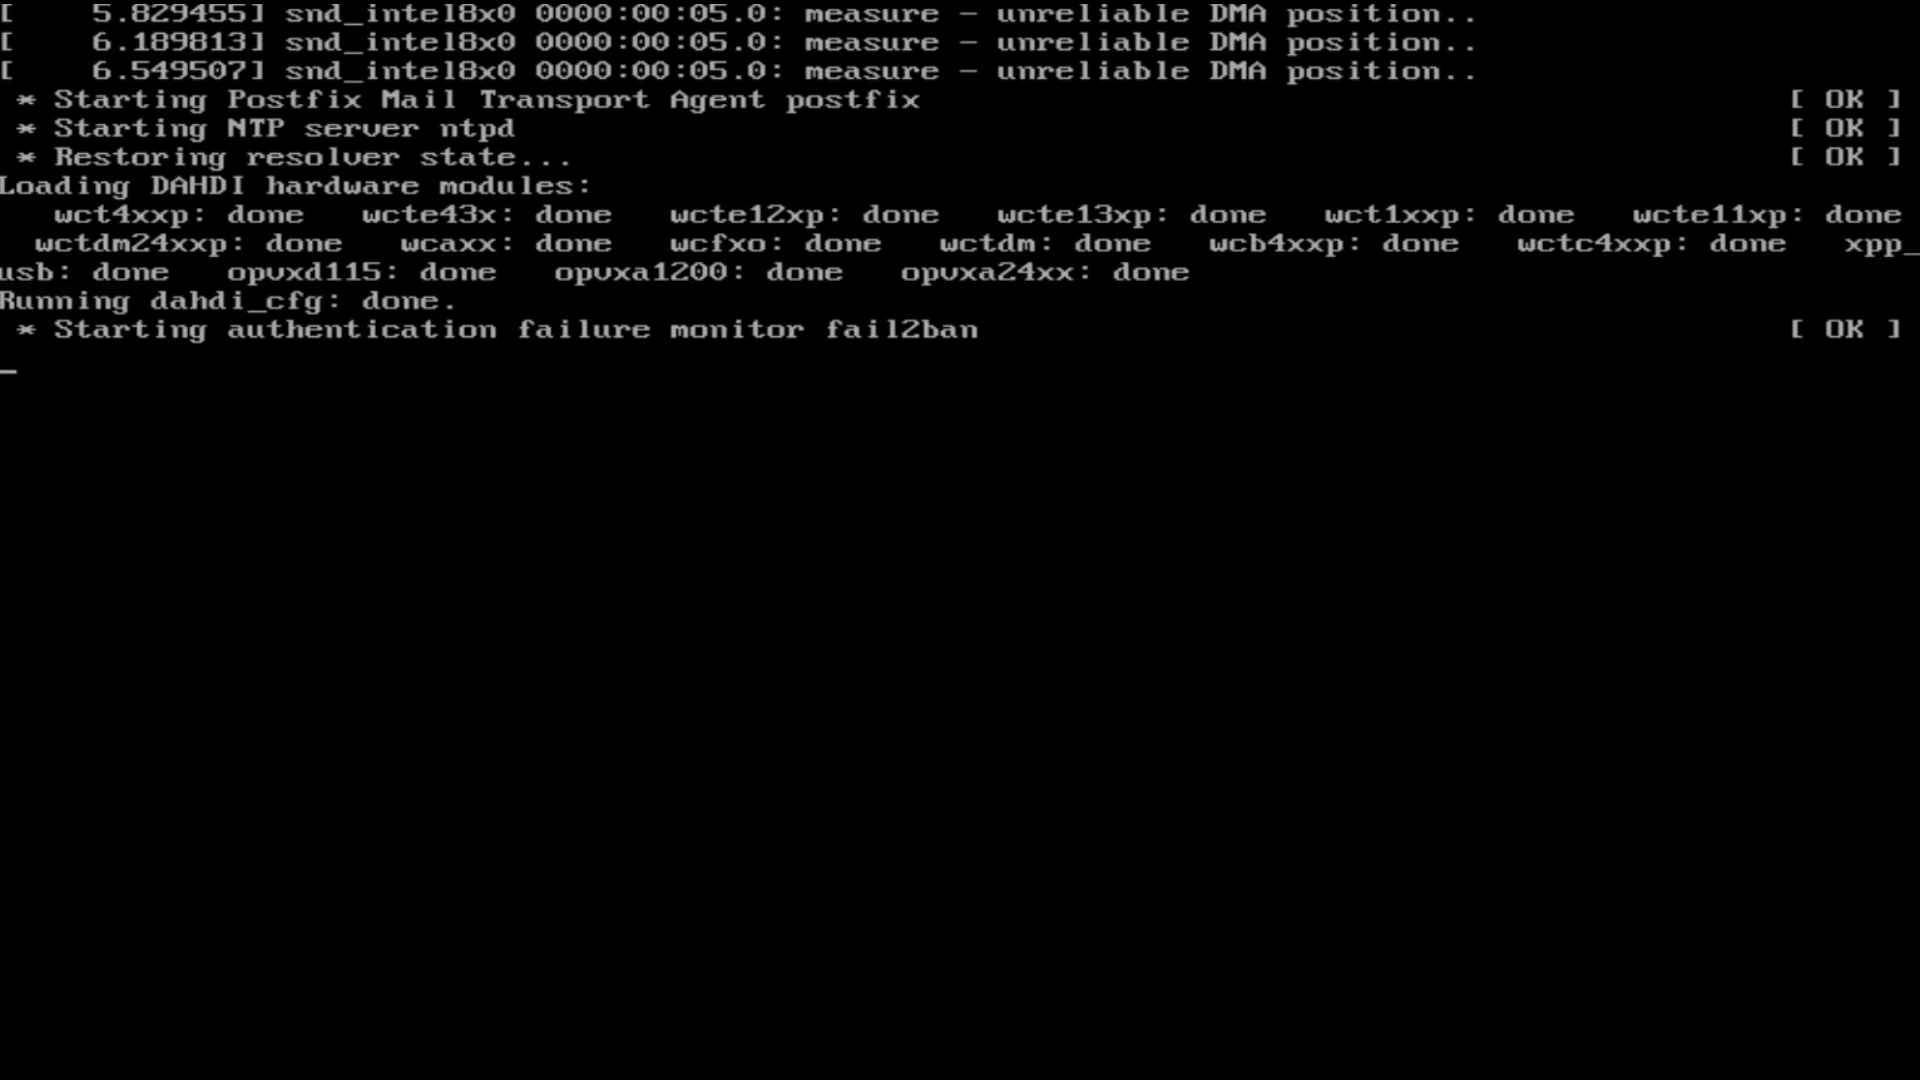 [    5.829455] snd_intel8x0 0000:00:05.0: measure - unreliable DMA position..
[    6.189813] snd_intel8x0 0000:00:05.0: measure - unreliable DMA position..
[    6.549507] snd_intel8x0 0000:00:05.0: measure - unreliable DMA position..
 * Starting Postfix Mail Transport Agent postfix [ OK ]
 * Starting NTP server ntpd [ OK ]
 * Restoring resolver state... [ OK ]
Loading DAHDI hardware modules:
   wct4xxp: done   wcte43x: done   wcte12xp: done   wcte13xp: done   wct1xxp: done   wcte11xp: done
  wctdm24xxp: done   wcaxx: done   wcfxo: done   wctdm: done   wcb4xxp: done   wctc4xxp: done   xpp_
usb: done   opvxd115: done   opvxa1200: done   opvxa24xx: done
Running dahdi_cfg: done.
 * Starting authentication failure monitor fail2ban [ OK ]
_